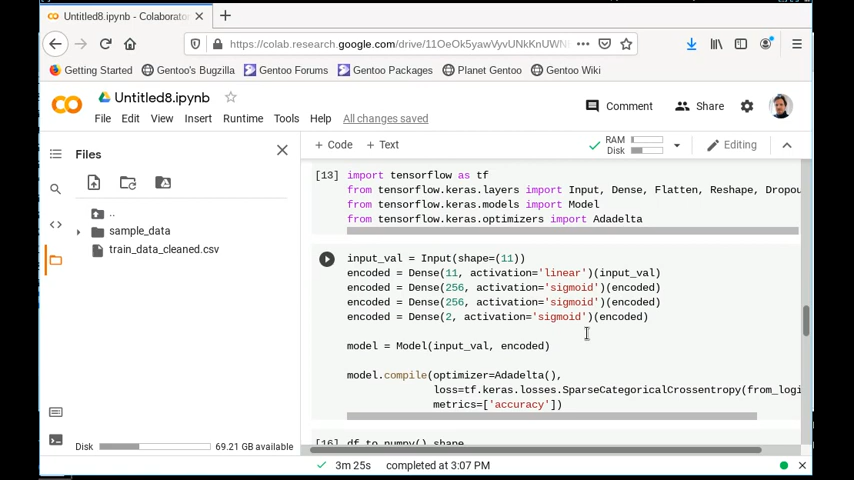 Untitled8.ipynb - Colaborato
https://colab.research.google.com/drive/11OeOk5yawVyvUNkKnUWN
Getting Started Gentoo's Bugzilla Gentoo Forums Gentoo Packages Planet Gentoo Gentoo Wiki
Untitled8.ipynb
Comment Share
File Edit View Insert Runtime Tools Help All changes saved
+ Code + Text
RAM
Disk
Editing
Files
..
sample_data
train_data_cleaned.csv
Disk 69.21 GB available
[13] import tensorflow as tf
from tensorflow.keras.layers import Input, Dense, Flatten, Reshape, Dropou
from tensorflow.keras.models import Model
from tensorflow.keras.optimizers import Adadelta
input_val = Input(shape=(11))
encoded = Dense(11, activation='linear')(input_val)
encoded = Dense(256, activation='sigmoid')(encoded)
encoded = Dense(256, activation='sigmoid')(encoded)
encoded = Dense(2, activation='sigmoid')(encoded)
model = Model(input_val, encoded)
model.compile(optimizer=Adadelta(),
loss=tf.keras.losses.SparseCategoricalCrossentropy(from_logi
metrics=['accuracy'])
[16] df.to_numpy().shape
3m 25s completed at 3:07 PM